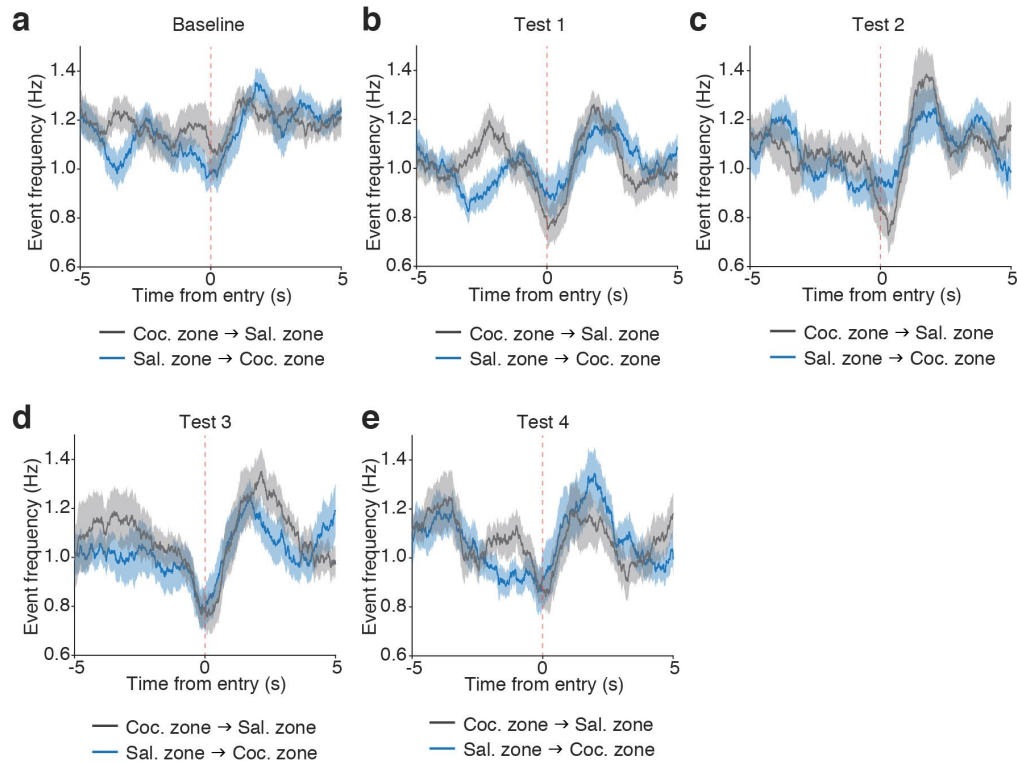 a Baseline
Event frequency (Hz)
1.4
1.2
1.0
0.8
0.6
-5 0 5
Time from entry (s)
Coc. zone → Sal. zone
Sal. zone → Coc. zone
b Test 1
Event frequency (Hz)
1.4
1.2
1.0
0.8
0.6
-5 0 5
Time from entry (s)
Coc. zone → Sal. zone
Sal. zone → Coc. zone
c Test 2
Event frequency (Hz)
1.4
1.2
1.0
0.8
0.6
-5 0 5
Time from entry (s)
Coc. zone → Sal. zone
Sal. zone → Coc. zone
d Test 3
Event frequency (Hz)
1.4
1.2
1.0
0.8
0.6
-5 0 5
Time from entry (s)
Coc. zone → Sal. zone
Sal. zone → Coc. zone
e Test 4
Event frequency (Hz)
1.4
1.2
1.0
0.8
0.6
-5 0 5
Time from entry (s)
Coc. zone → Sal. zone
Sal. zone → Coc. zone